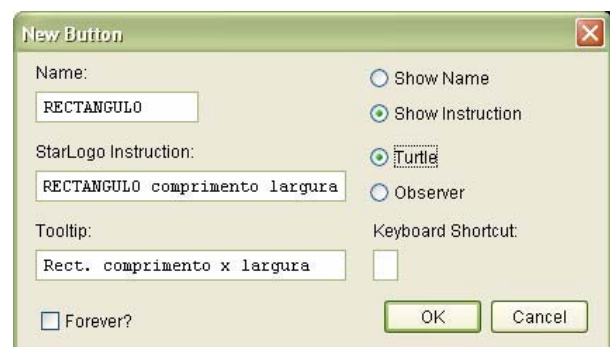 New Button
Name:
RECTANGULO
Show Name
Show Instruction
StarLogo Instruction:
RECTANGULO comprimento largura
Turtle
Observer
Tooltip:
Rect. comprimento x largura
Keyboard Shortcut:
Forever?
OK
Cancel